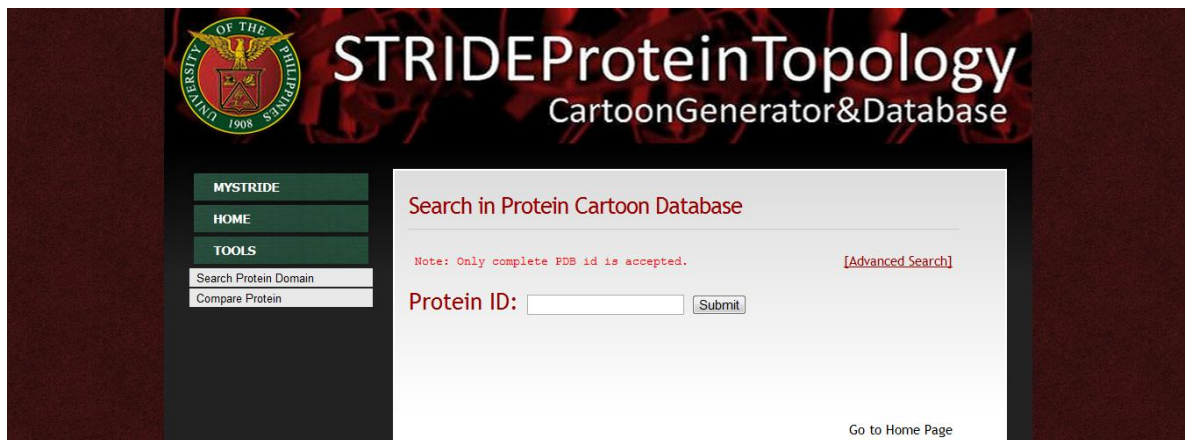 UNIVERSITY OF THE PHILIPPINES
1908
STRIDEProteinTopology
CartoonGenerator&Database
MYSTRIDE
HOME
TOOLS
Search Protein Domain
Compare Protein
Search in Protein Cartoon Database
Note: Only complete PDB id is accepted.
[Advanced Search]
Protein ID:
Submit
Go to Home Page